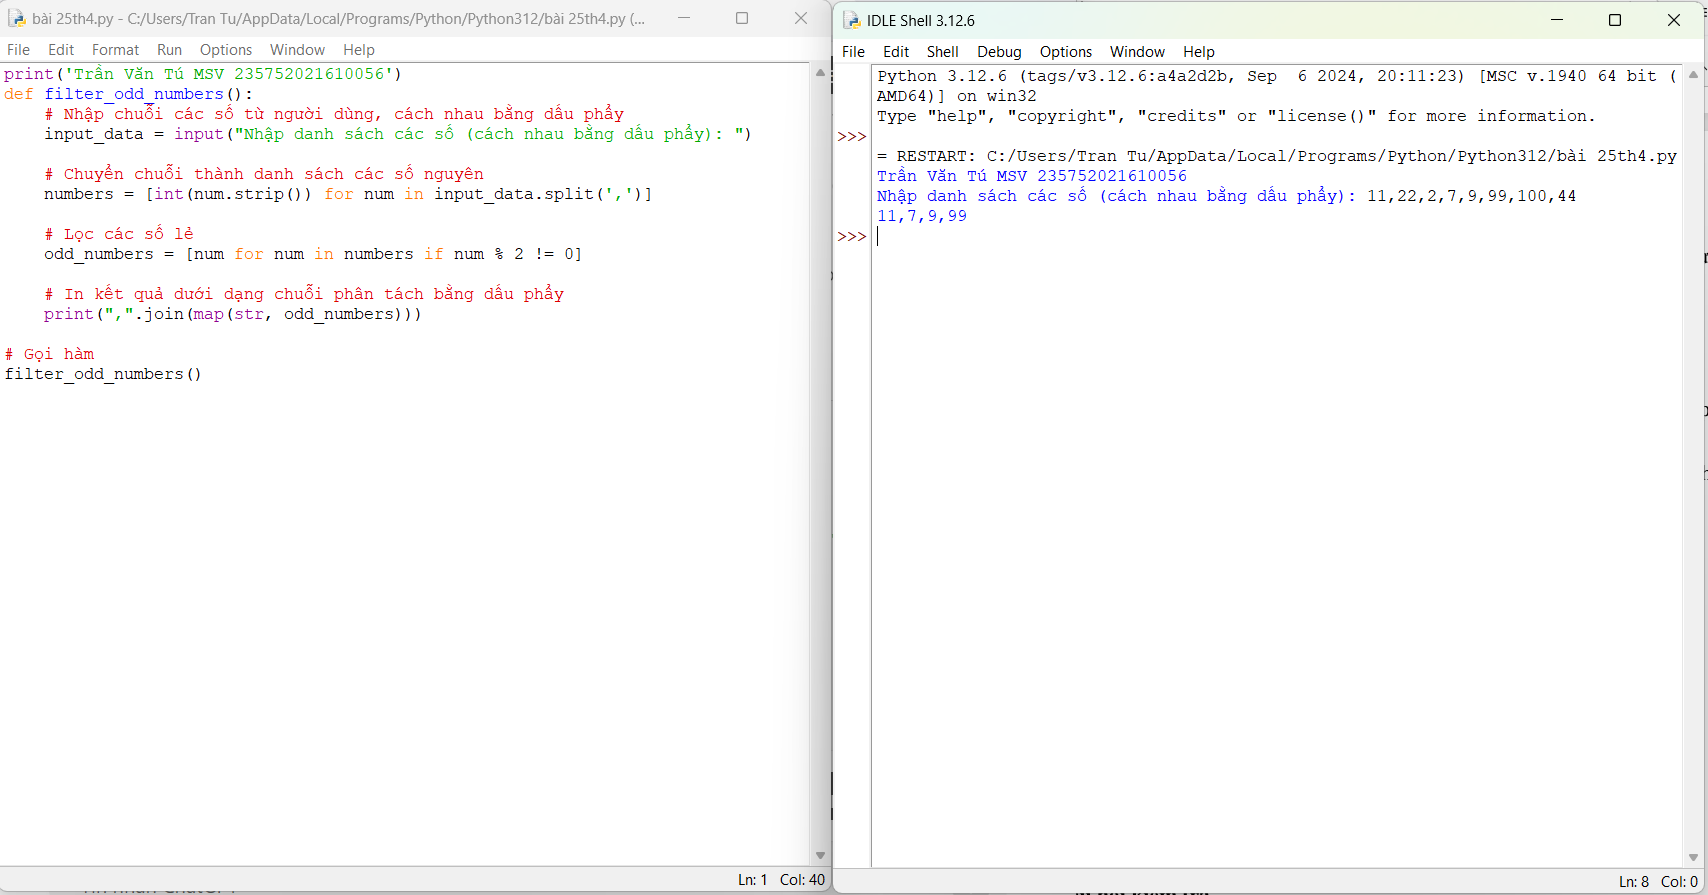 bài 25th4.py - C:/Users/Tran Tu/AppData/Local/Programs/Python/Python312/bài 25th4.py (...
File Edit Format Run Options Window Help
print('Trần Văn Tú MSV 235752021610056')
def filter_odd_numbers():
    # Nhập chuỗi các số từ người dùng, cách nhau bằng dấu phẩy
    input_data = input("Nhập danh sách các số (cách nhau bằng dấu phẩy): ")
    # Chuyển chuỗi thành danh sách các số nguyên
    numbers = [int(num.strip()) for num in input_data.split(',')]
    # Lọc các số lẻ
    odd_numbers = [num for num in numbers if num % 2 != 0]
    # In kết quả dưới dạng chuỗi phân tách bằng dấu phẩy
    print(",".join(map(str, odd_numbers)))
# Gọi hàm
filter_odd_numbers()
Ln: 1 Col: 40
IDLE Shell 3.12.6
File Edit Shell Debug Options Window Help
Python 3.12.6 (tags/v3.12.6:a4a2d2b, Sep  6 2024, 20:11:23) [MSC v.1940 64 bit (
AMD64)] on win32
Type "help", "copyright", "credits" or "license()" for more information.
>>>
= RESTART: C:/Users/Tran Tu/AppData/Local/Programs/Python/Python312/bài 25th4.py
Trần Văn Tú MSV 235752021610056
Nhập danh sách các số (cách nhau bằng dấu phẩy): 11,22,2,7,9,99,100,44
11,7,9,99
>>>
Ln: 8 Col: 0